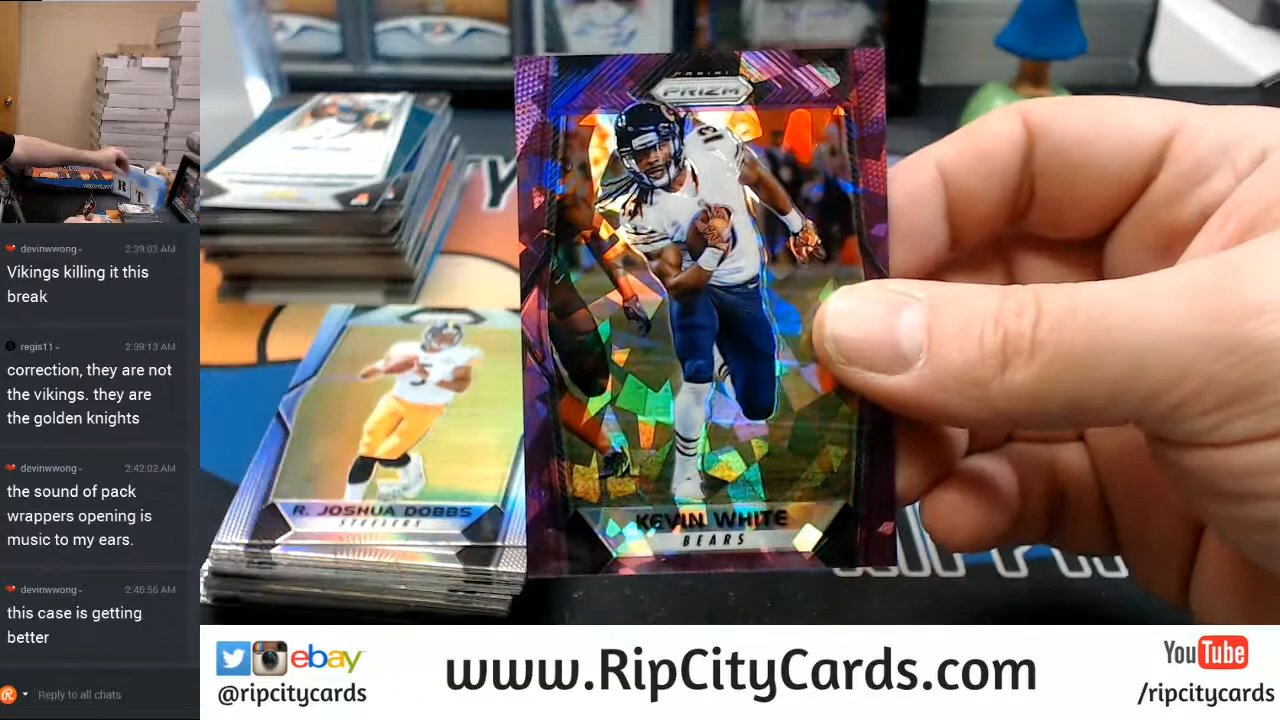 devinwwong-
2:39:02 AM
Vikings killing it this
break
regis11-
2:39:13 AM
correction, they are not
the vikings. they are
the golden knights
devinwwong-
2:42:02 AM
the sound of pack
wrappers opening is
music to my ears.
devinwwong-
2:46:56 AM
this case is getting
better
Reply to all chats
PANINI
PRIZM
13
KEVIN WHITE
BEARS
5
R. JOSHUA DOBBS
STEELERS
ebay
@ripcitycards
www.RipCityCards.com
YouTube
/ripcitycards